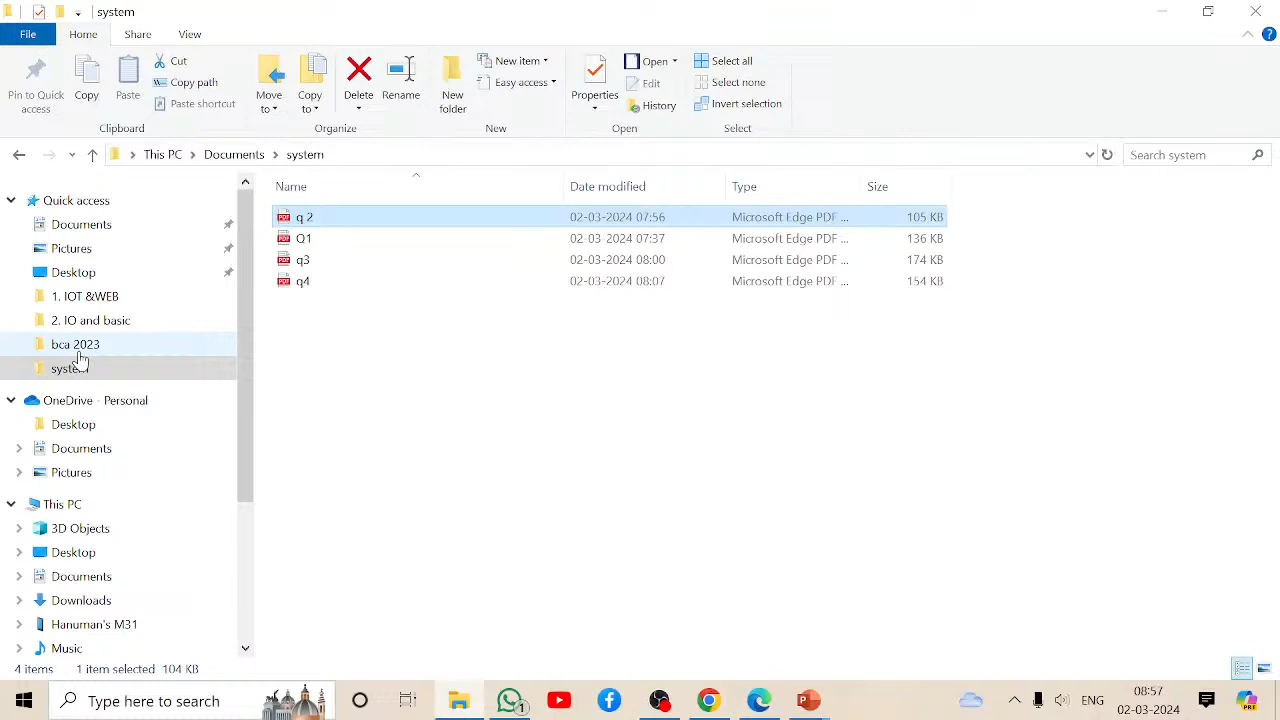 system
File Home Share View
Pin to Quick access
Copy
Paste
Cut
Copy path
Paste shortcut
Clipboard
Move to
Copy to
Delete
Rename
Organize
New folder
New item
Easy access
New
Properties
Open
Edit
History
Open
Select all
Select none
Invert selection
Select
This PC > Documents > system
Search system
Quick access
Documents
Pictures
Desktop
1. IOT &WEB
2. IO and basic
bca 2023
system
OneDrive - Personal
Desktop
Documents
Pictures
This PC
3D Objects
Desktop
Documents
Downloads
Hanuman's M31
Music
Name Date modified Type Size
q 2 02-03-2024 07:56 Microsoft Edge PDF ... 105 KB
Q1 02-03-2024 07:37 Microsoft Edge PDF ... 136 KB
q3 02-03-2024 08:00 Microsoft Edge PDF ... 174 KB
q4 02-03-2024 08:07 Microsoft Edge PDF ... 154 KB
4 items 1 item selected 104 KB
Type here to search
1
ENG
08:57
02-03-2024